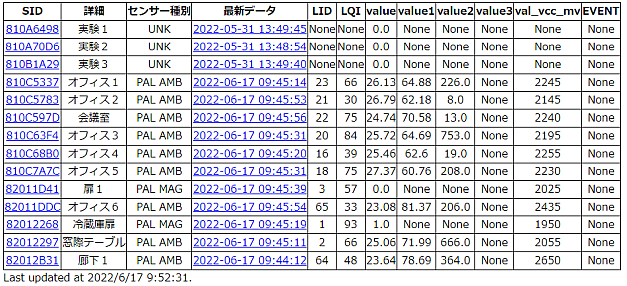 SID 詳細 センサー種別 最新データ LID LQI value value1 value2 value3 val_vcc_mv EVENT
810A6498 実験1 UNK 2022-05-31 13:49:45 None None 0.0 None None None None None
810A70D6 実験2 UNK 2022-05-31 13:48:54 None None 0.0 None None None None None
810B1A29 実験3 UNK 2022-05-31 13:49:40 None None 0.0 None None None None None
810C5337 オフィス1 PAL AMB 2022-06-17 09:45:14 23 66 26.13 64.88 226.0 None 2245 None
810C5783 オフィス2 PAL AMB 2022-06-17 09:45:53 21 30 26.79 62.18 8.0 None 2145 None
810C597D 会議室 PAL AMB 2022-06-17 09:45:56 22 75 24.74 70.58 13.0 None 2240 None
810C63F4 オフィス3 PAL AMB 2022-06-17 09:45:31 20 84 25.72 64.69 753.0 None 2195 None
810C68B0 オフィス4 PAL AMB 2022-06-17 09:45:20 16 39 25.46 62.6 19.0 None 2255 None
810C7A7C オフィス5 PAL AMB 2022-06-17 09:45:31 18 75 27.37 60.76 208.0 None 2230 None
82011D41 扉1 PAL MAG 2022-06-17 09:45:39 3 57 0.0 None None None 2025 None
82011DDC オフィス6 PAL AMB 2022-06-17 09:45:54 65 33 23.08 81.37 206.0 None 2435 None
82012268 冷蔵庫扉 PAL MAG 2022-06-17 09:45:19 1 93 1.0 None None None 1950 None
82012297 窓際テーブル PAL AMB 2022-06-17 09:45:11 2 66 25.06 71.99 666.0 None 2055 None
82012B31 廊下1 PAL AMB 2022-06-17 09:44:12 64 48 23.64 78.69 364.0 None 2650 None
Last updated at 2022/6/17 9:52:31.